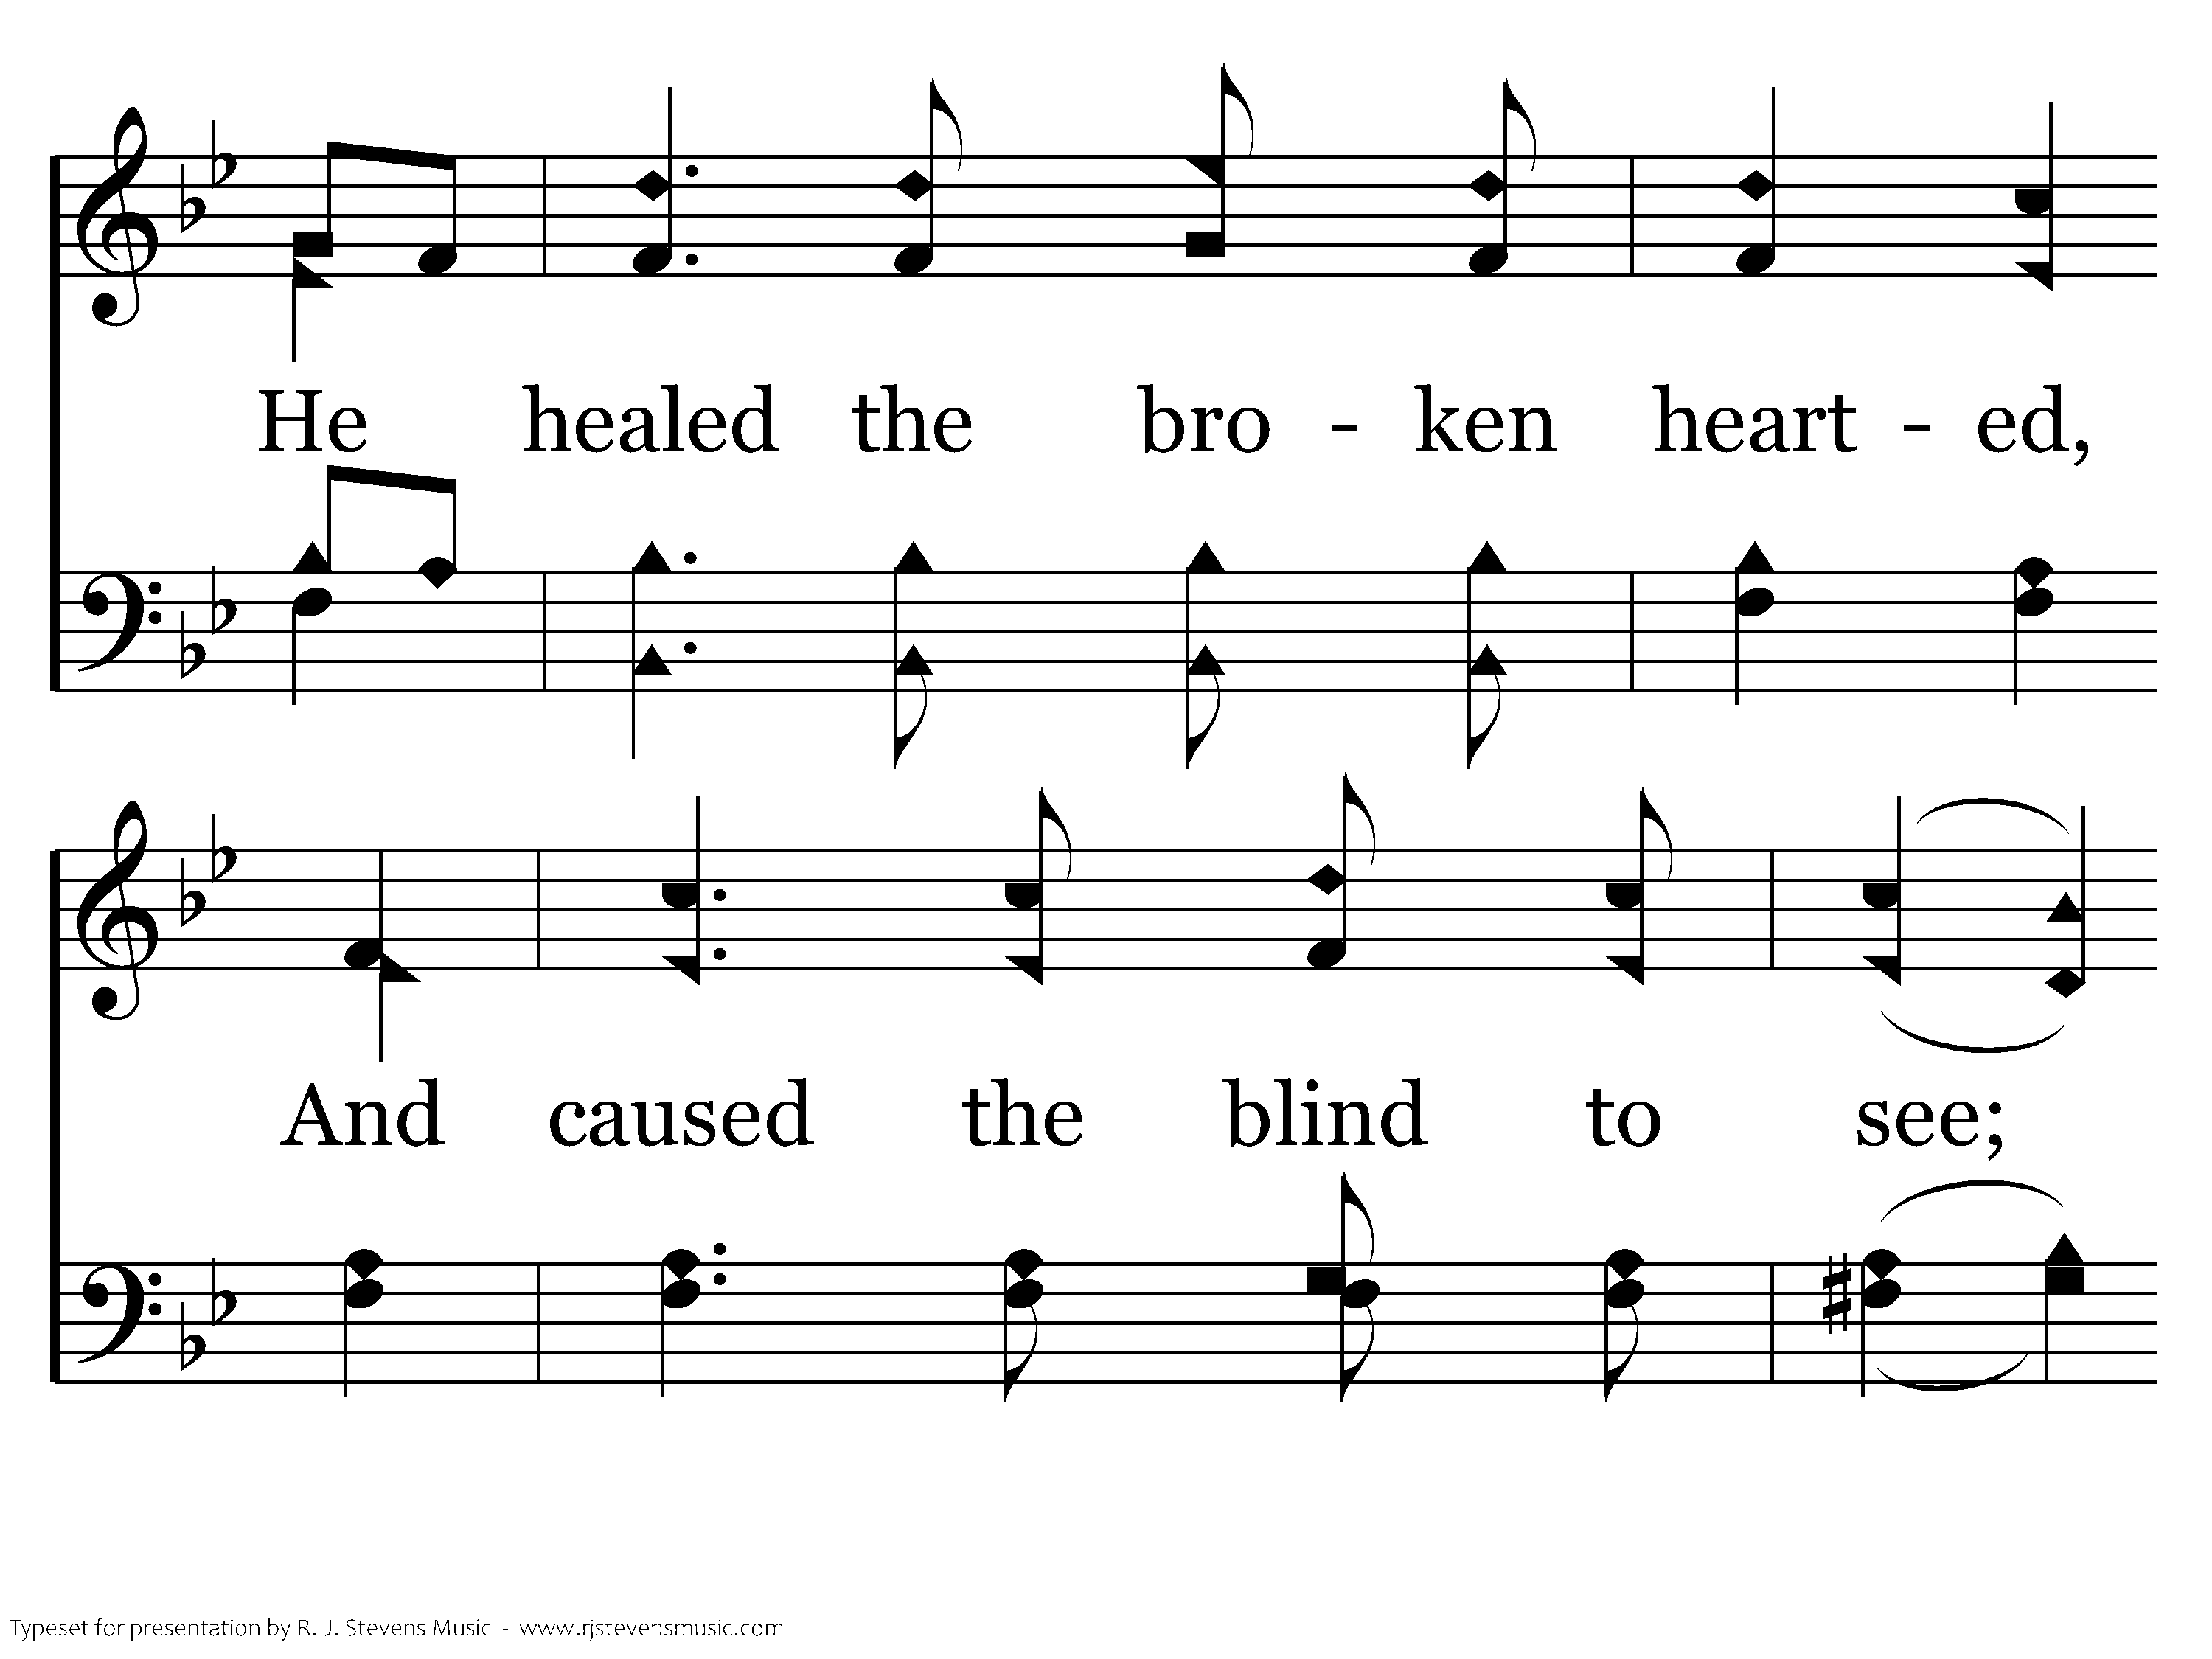 He healed the bro - ken heart - ed,
And caused the blind to see;
Typeset for presentation by R. J. Stevens Music - www.rjstevensmusic.com